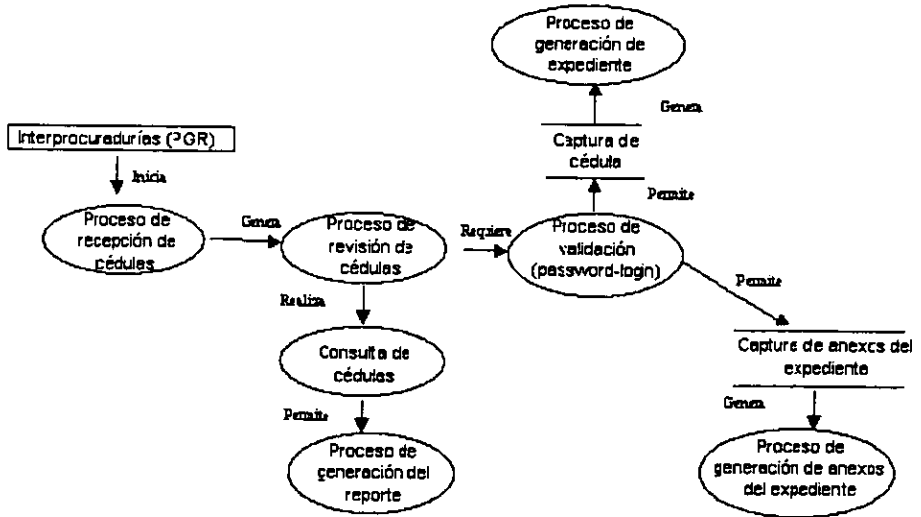 Proceso de
generación de
expediente
Genera
Interprocuradurías (PGR)
Captura de
cédula
Inicia
Permite
Proceso de
recepción de
cédulas
Genera
Proceso de
revisión de
cédulas
Requiere
Proceso de
validación
(password-login)
Permite
Realiza
Consulta de
cédulas
Captura de anexos del
expediente
Permite
Genera
Proceso de
generación del
reporte
Proceso de
generación de anexos
del expediente